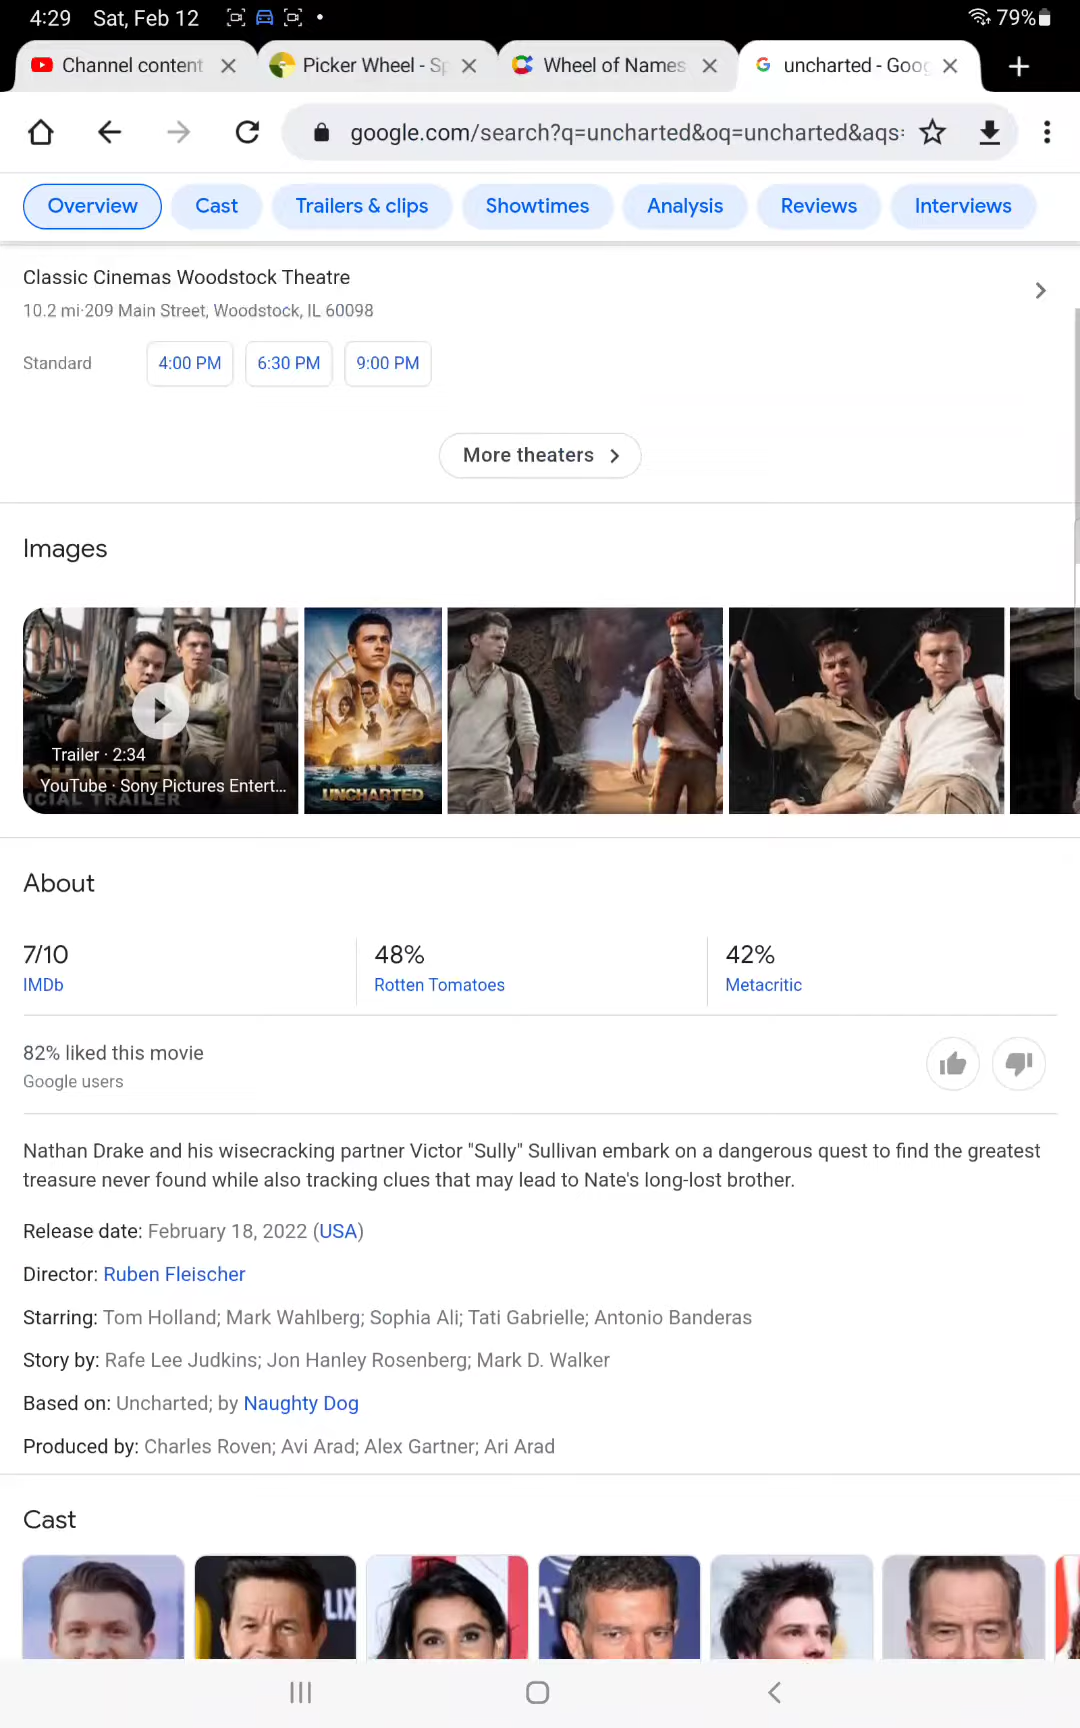 4:29 Sat, Feb 12
79%
Channel content
Picker Wheel - Sp
Wheel of Names
uncharted - Goog
google.com/search?q=uncharted&oq=uncharted&aqs=
Overview
Cast
Trailers & clips
Showtimes
Analysis
Reviews
Interviews
Classic Cinemas Woodstock Theatre
10.2 mi·209 Main Street, Woodstock, IL 60098
Standard
4:00 PM
6:30 PM
9:00 PM
More theaters
Images
Trailer · 2:34
YouTube · Sony Pictures Entert...
ICIAL TRAILER
UNCHARTED
About
7/10
IMDb
48%
Rotten Tomatoes
42%
Metacritic
82% liked this movie
Google users
Nathan Drake and his wisecracking partner Victor "Sully" Sullivan embark on a dangerous quest to find the greatest
treasure never found while also tracking clues that may lead to Nate's long-lost brother.
Release date: February 18, 2022 (USA)
Director: Ruben Fleischer
Starring: Tom Holland; Mark Wahlberg; Sophia Ali; Tati Gabrielle; Antonio Banderas
Story by: Rafe Lee Judkins; Jon Hanley Rosenberg; Mark D. Walker
Based on: Uncharted; by Naughty Dog
Produced by: Charles Roven; Avi Arad; Alex Gartner; Ari Arad
Cast
LIX